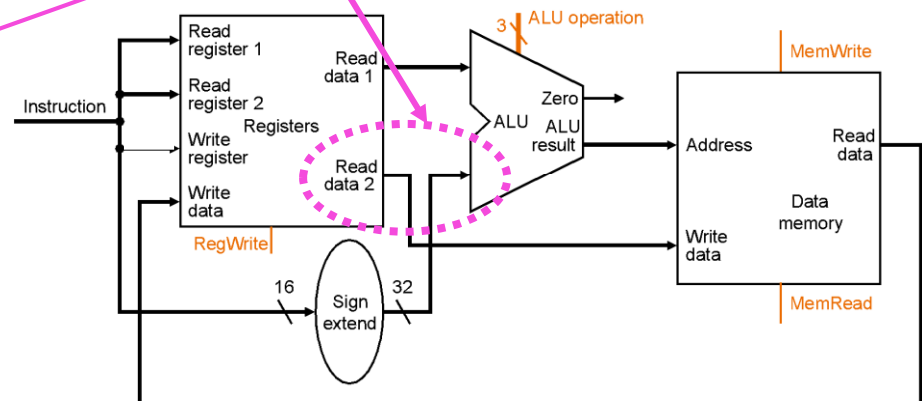 3
ALU operation
Read
register 1
Read
data 1
MemWrite
Read
register 2
Instruction
Registers
Zero
ALU
ALU
result
Write
register
Address
Read
data
Read
data 2
Write
data
Data
memory
RegWrite
Write
data
16
32
Sign
extend
MemRead